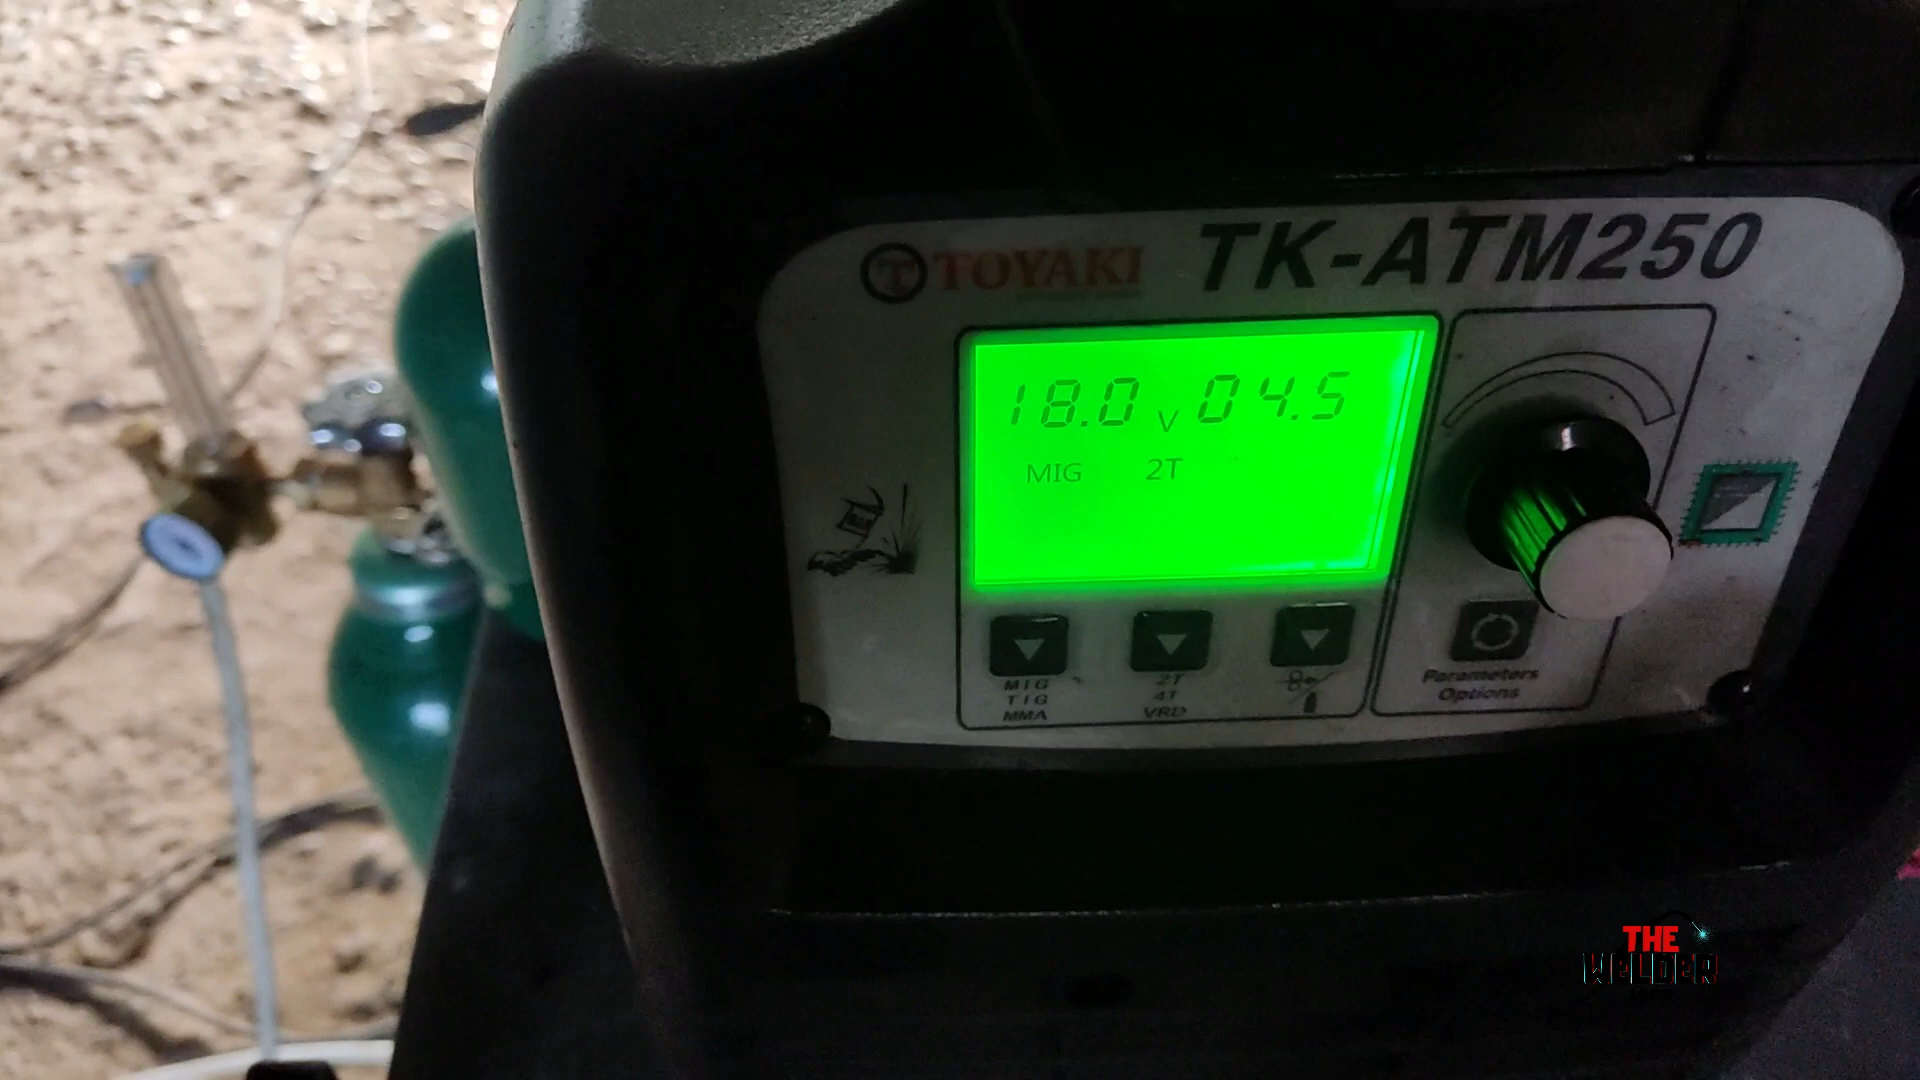 TOYAKI TK-ATM250
18.0 V 04.5
MIG 2T
MIG
TIG
MMA
2T
4T
VRD
Parameters
Options
THE
WELDER